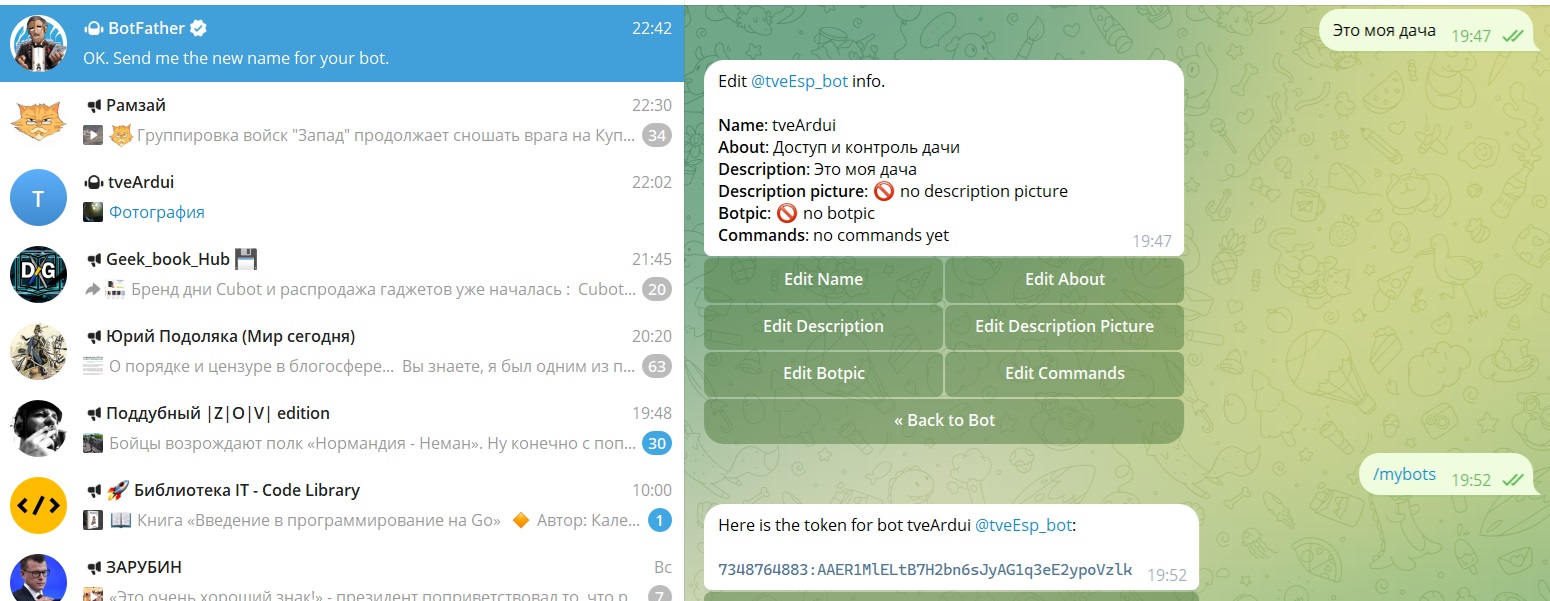 BotFather 22:42
OK. Send me the new name for your bot.
Рамзай 22:30
Группировка войск "Запад" продолжает сношать врага на Куп... 34
T
tveArdui 22:02
Фотография
Geek_book_Hub 21:45
Бренд дни Cubot и распродажа гаджетов уже началась : Cubot... 20
Юрий Подоляка (Мир сегодня) 20:20
О порядке и цензуре в блогосфере... Вы знаете, я был одним из п... 63
Поддубный |Z|O|V| edition 19:48
Бойцы возрождают полк «Нормандия - Неман». Ну конечно с поп... 30
Библиотека IT - Code Library 10:00
Книга «Введение в программирование на Go» Автор: Кале... 1
ЗАРУБИН Вс
«Это очень хороший знак!» - президент поприветствовал то, что р... 7
Это моя дача 19:47
Edit @tveEsp_bot info.
Name: tveArdui
About: Доступ и контроль дачи
Description: Это моя дача
Description picture: 🚫 no description picture
Botpic: 🚫 no botpic
Commands: no commands yet 19:47
Edit Name Edit About
Edit Description Edit Description Picture
Edit Botpic Edit Commands
« Back to Bot
/mybots 19:52
Here is the token for bot tveArdui @tveEsp_bot:
7348764883:AAER1MlELtB7H2bn6sJyAG1q3eE2ypoVzlk 19:52